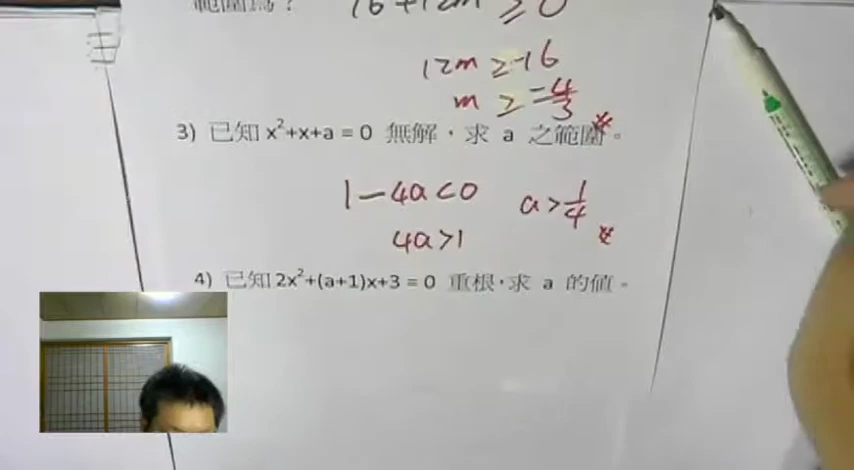 範圍為？ 16+12m ≥0
12m ≥-16
m ≥ -4/3
3) 已知 x²+x+a = 0 無解，求 a 之範圍。
1-4a<0 a>1/4
4a>1
4) 已知 2x²+(a+1)x+3 = 0 重根，求 a 的值。